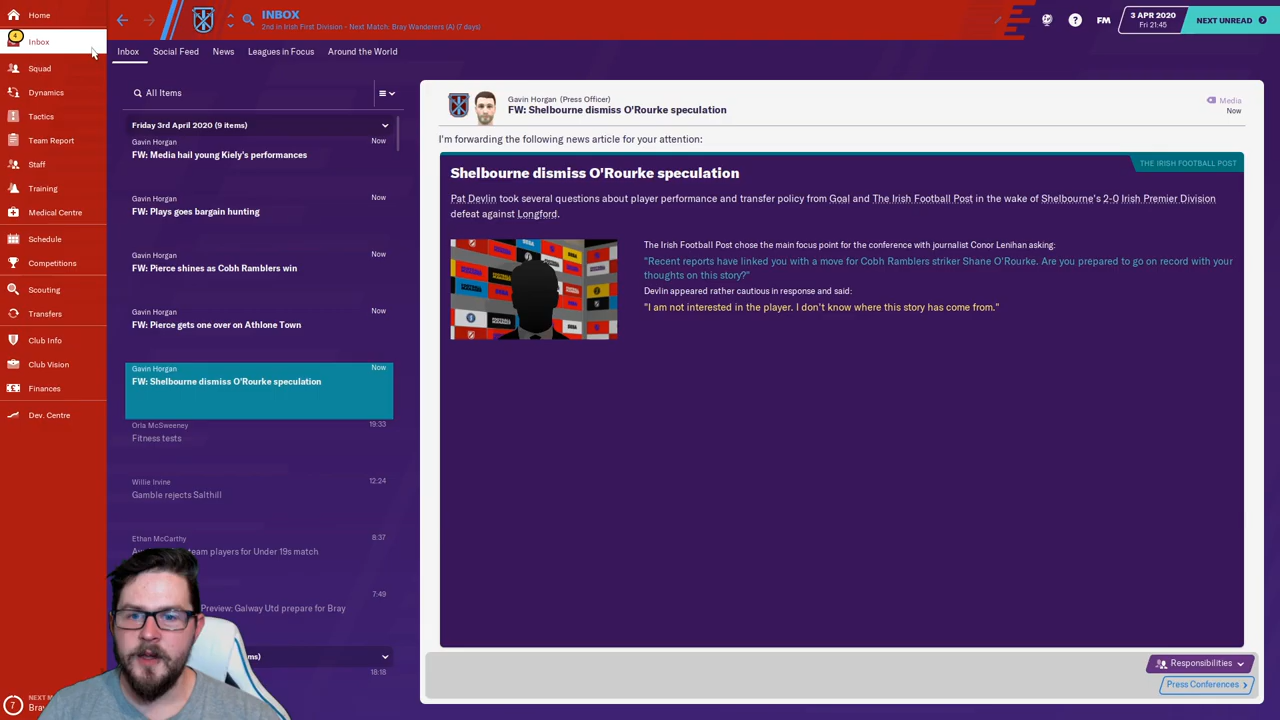 Home
4
Inbox
Squad
Dynamics
Tactics
Team Report
Staff
Training
Medical Centre
Schedule
Competitions
Scouting
Transfers
Club Info
Club Vision
Finances
Dev. Centre
7
INBOX
2nd in Irish First Division - Next Match: Bray Wanderers (A) (7 days)
?
FM
3 APR 2020
Fri 21:45
NEXT UNREAD
Inbox
Social Feed
News
Leagues in Focus
Around the World
All Items
Friday 3rd April 2020 (9 items)
Gavin Horgan
Now
FW: Media hail young Kiely's performances
Gavin Horgan
Now
FW: Plays goes bargain hunting
Gavin Horgan
Now
FW: Pierce shines as Cobh Ramblers win
Gavin Horgan
Now
FW: Pierce gets one over on Athlone Town
Gavin Horgan
Now
FW: Shelbourne dismiss O'Rourke speculation
Orla McSweeney
19:33
Fitness tests
Willie Irvine
12:24
Gamble rejects Salthill
Ethan McCarthy
8:37
team players for Under 19s match
7:49
Preview: Galway Utd prepare for Bray
18:18
Gavin Horgan (Press Officer)
FW: Shelbourne dismiss O'Rourke speculation
Media
Now
I'm forwarding the following news article for your attention:
THE IRISH FOOTBALL POST
Shelbourne dismiss O'Rourke speculation
Pat Devlin took several questions about player performance and transfer policy from Goal and The Irish Football Post in the wake of Shelbourne's 2-0 Irish Premier Division
defeat against Longford.
The Irish Football Post chose the main focus point for the conference with journalist Conor Lenihan asking:
"Recent reports have linked you with a move for Cobh Ramblers striker Shane O'Rourke. Are you prepared to go on record with your
thoughts on this story?"
Devlin appeared rather cautious in response and said:
"I am not interested in the player. I don't know where this story has come from."
Responsibilities
Press Conferences